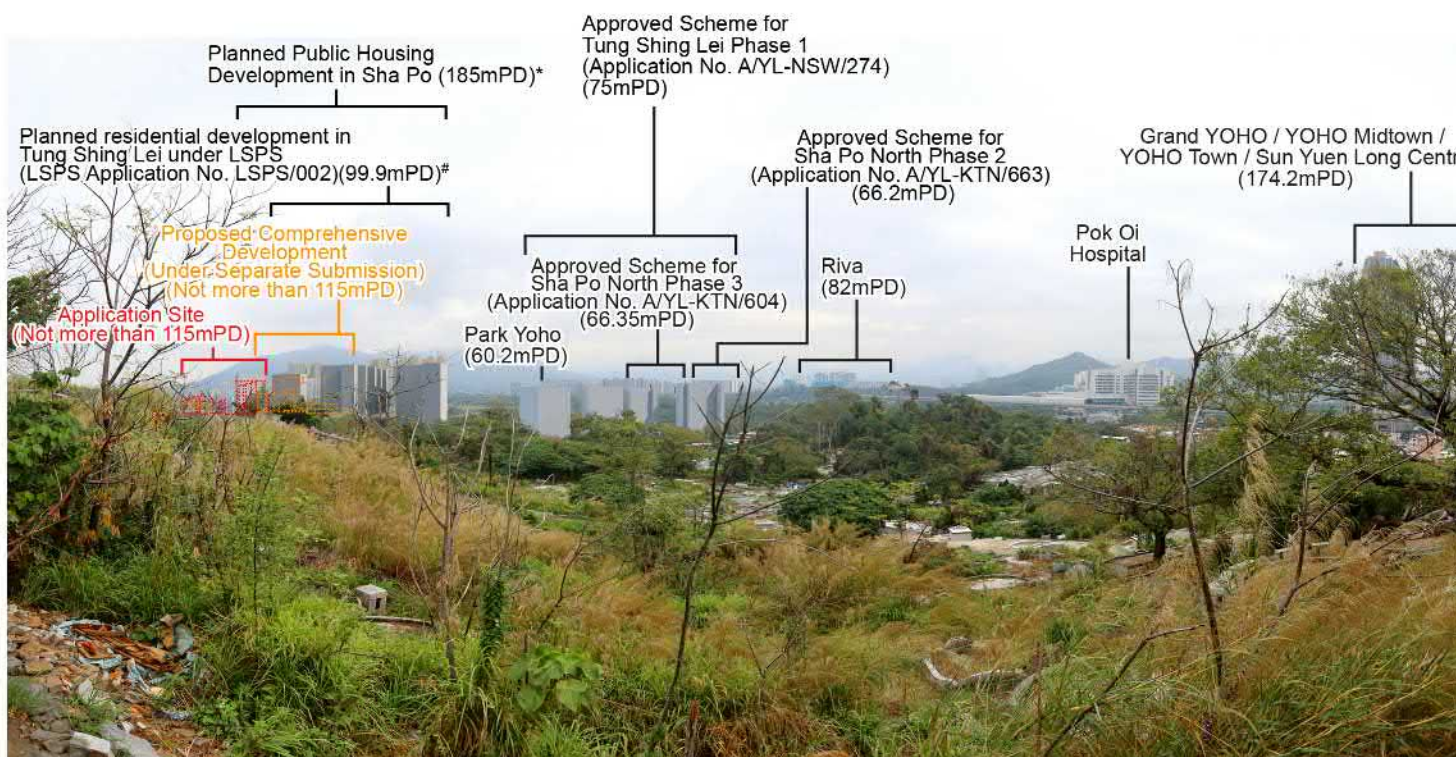 Planned Public Housing
Development in Sha Po (185mPD)*
Planned residential development in
Tung Shing Lei under LSPS
(LSPS Application No. LSPS/002)(99.9mPD)#
Proposed Comprehensive
Development
(Under Separate Submission)
(Not more than 115mPD)
Application Site
(Not more than 115mPD)
Approved Scheme for
Tung Shing Lei Phase 1
(Application No. A/YL-NSW/274)
(75mPD)
Approved Scheme for
Sha Po North Phase 3
(Application No. A/YL-KTN/604)
(66.35mPD)
Park Yoho
(60.2mPD)
Approved Scheme for
Sha Po North Phase 2
(Application No. A/YL-KTN/663)
(66.2mPD)
Riva
(82mPD)
Pok Oi
Hospital
Grand YOHO / YOHO Midtown /
YOHO Town / Sun Yuen Long Centr
(174.2mPD)